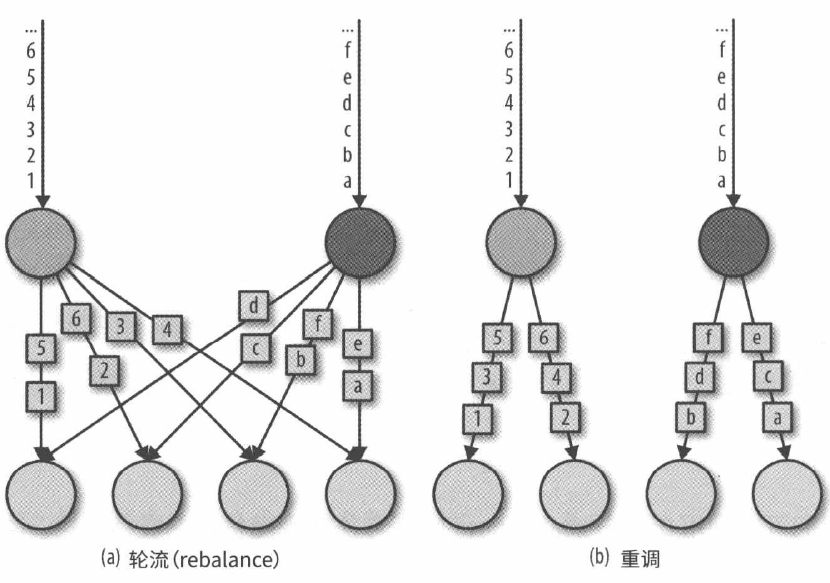 ... ... ... ...
6 f 6 f
5 e 5 e
4 d 4 d
3 c 3 c
2 b 2 b
1 a 1 a
d
6 3 4 f
5 c b e
2
1 a
5 6 f e
3 4 d c
1 2 b a
(a) 轮流(rebalance)
(b) 重调